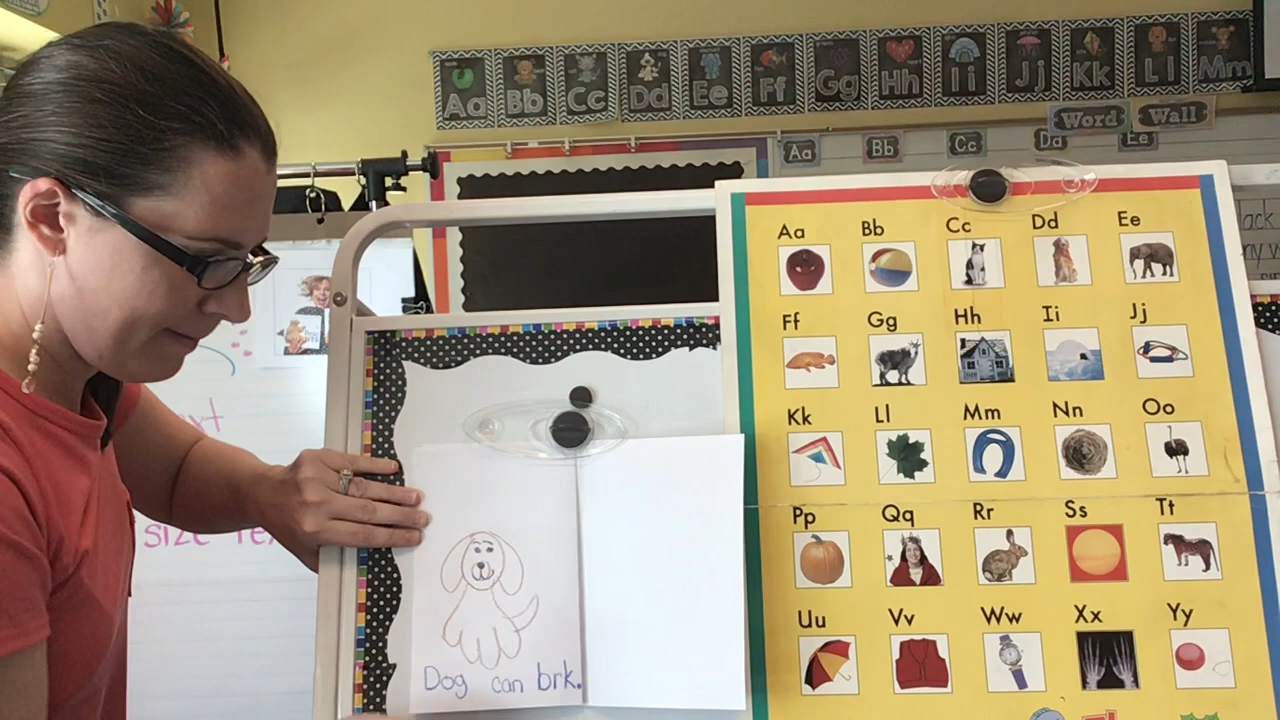 Aa Bb Cc Dd Ee Ff Gg Hh Ii Jj Kk Ll Mm
Word Wall
Aa Bb Cc Dd Ee
Aa Bb Cc Dd Ee
Ff Gg Hh Ii Jj
Kk Ll Mm Nn Oo
Pp Qq Rr Ss Tt
Uu Vv Ww Xx Yy
size
Dog can brk.